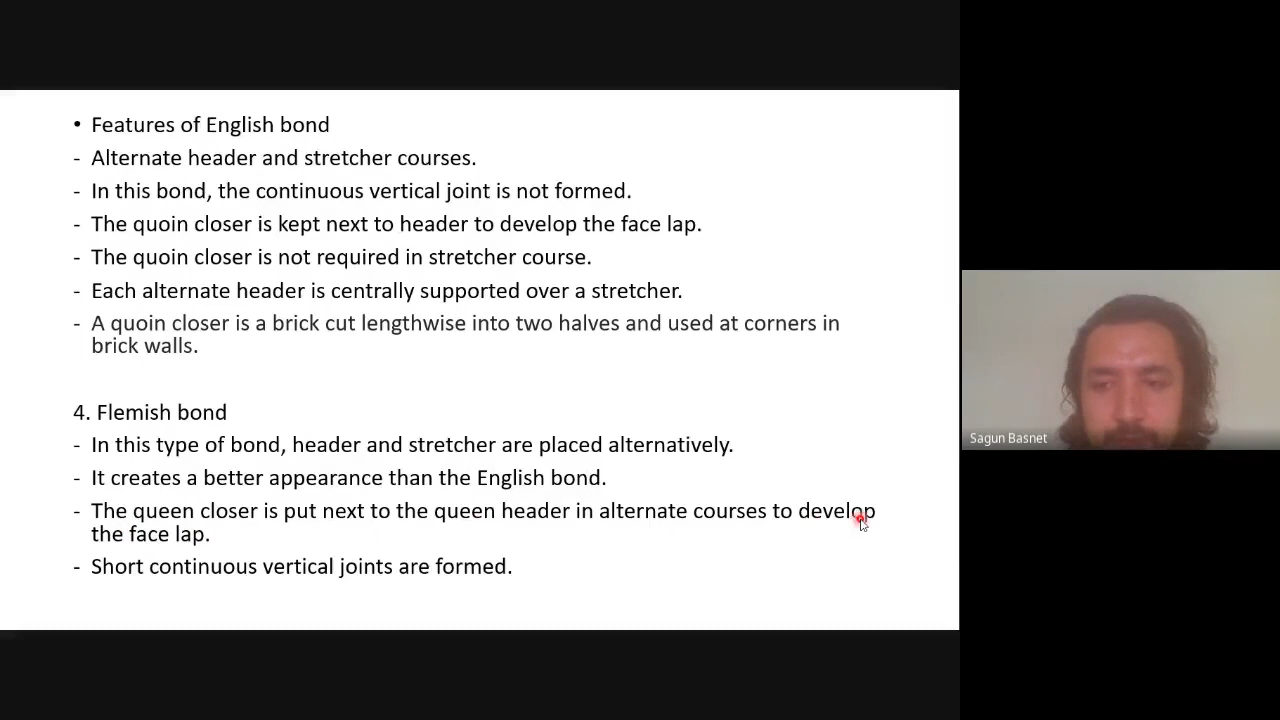 • Features of English bond
- Alternate header and stretcher courses.
- In this bond, the continuous vertical joint is not formed.
- The quoin closer is kept next to header to develop the face lap.
- The quoin closer is not required in stretcher course.
- Each alternate header is centrally supported over a stretcher.
- A quoin closer is a brick cut lengthwise into two halves and used at corners in
brick walls.
4. Flemish bond
- In this type of bond, header and stretcher are placed alternatively.
- It creates a better appearance than the English bond.
- The queen closer is put next to the queen header in alternate courses to develop
the face lap.
- Short continuous vertical joints are formed.
Sagun Basnet